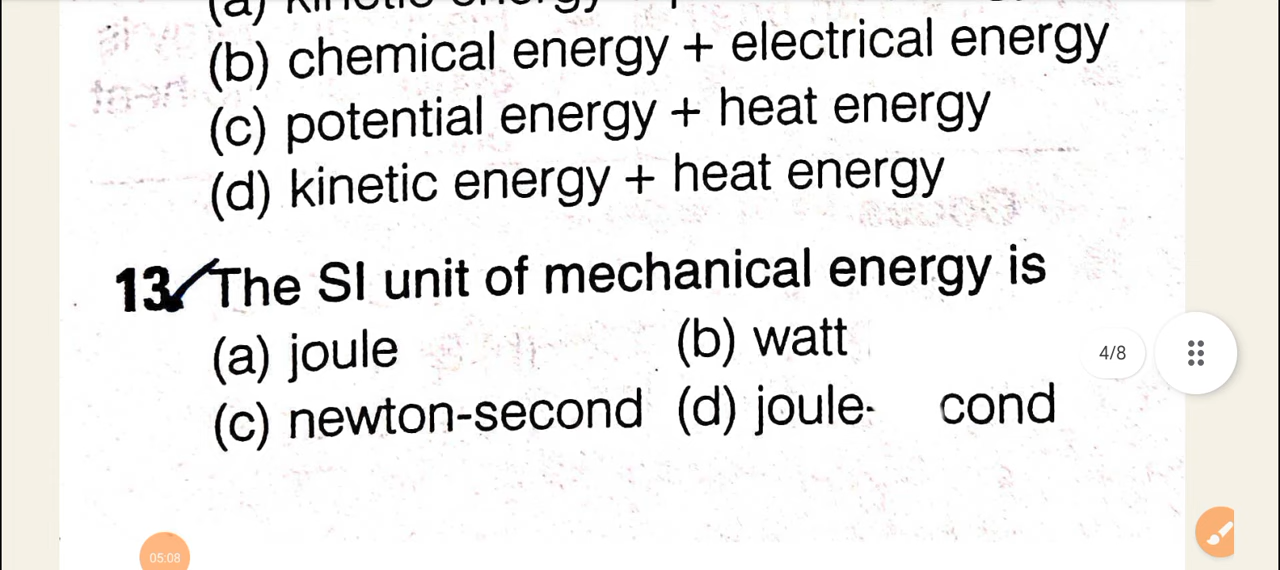 (b) chemical energy + electrical energy
(c) potential energy + heat energy
(d) kinetic energy + heat energy
13. The SI unit of mechanical energy is
(a) joule (b) watt
(c) newton-second (d) joule- cond
4/8
05:08